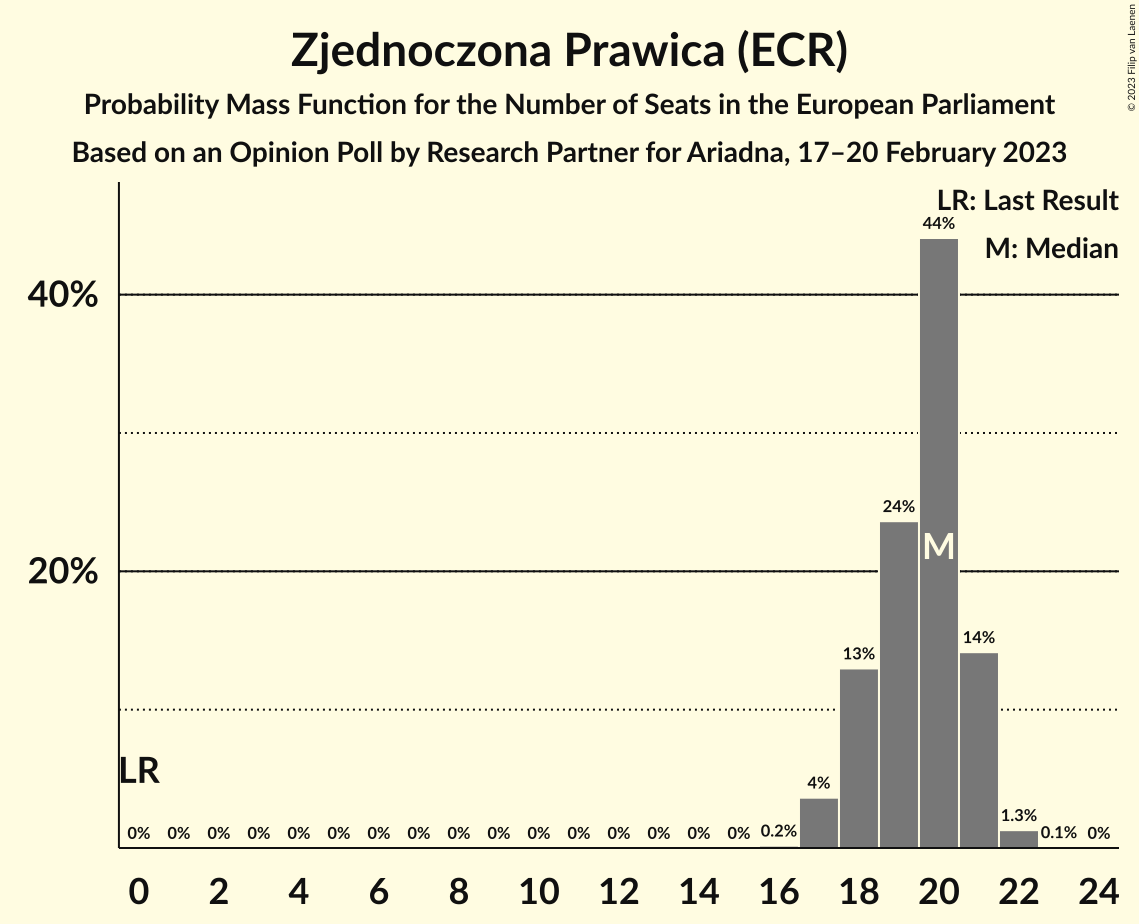 Zjednoczona Prawica (ECR)
Probability Mass Function for the Number of Seats in the European Parliament
Based on an Opinion Poll by Research Partner for Ariadna, 17–20 February 2023
© 2023 Filip van Laenen
LR: Last Result
M: Median
44%
40%
24%
M
20%
14%
13%
LR
4%
1.3%
0% 0% 0% 0% 0% 0% 0% 0% 0% 0% 0% 0% 0% 0% 0% 0% 0.2% 0.1% 0%
0 2 4 6 8 10 12 14 16 18 20 22 24